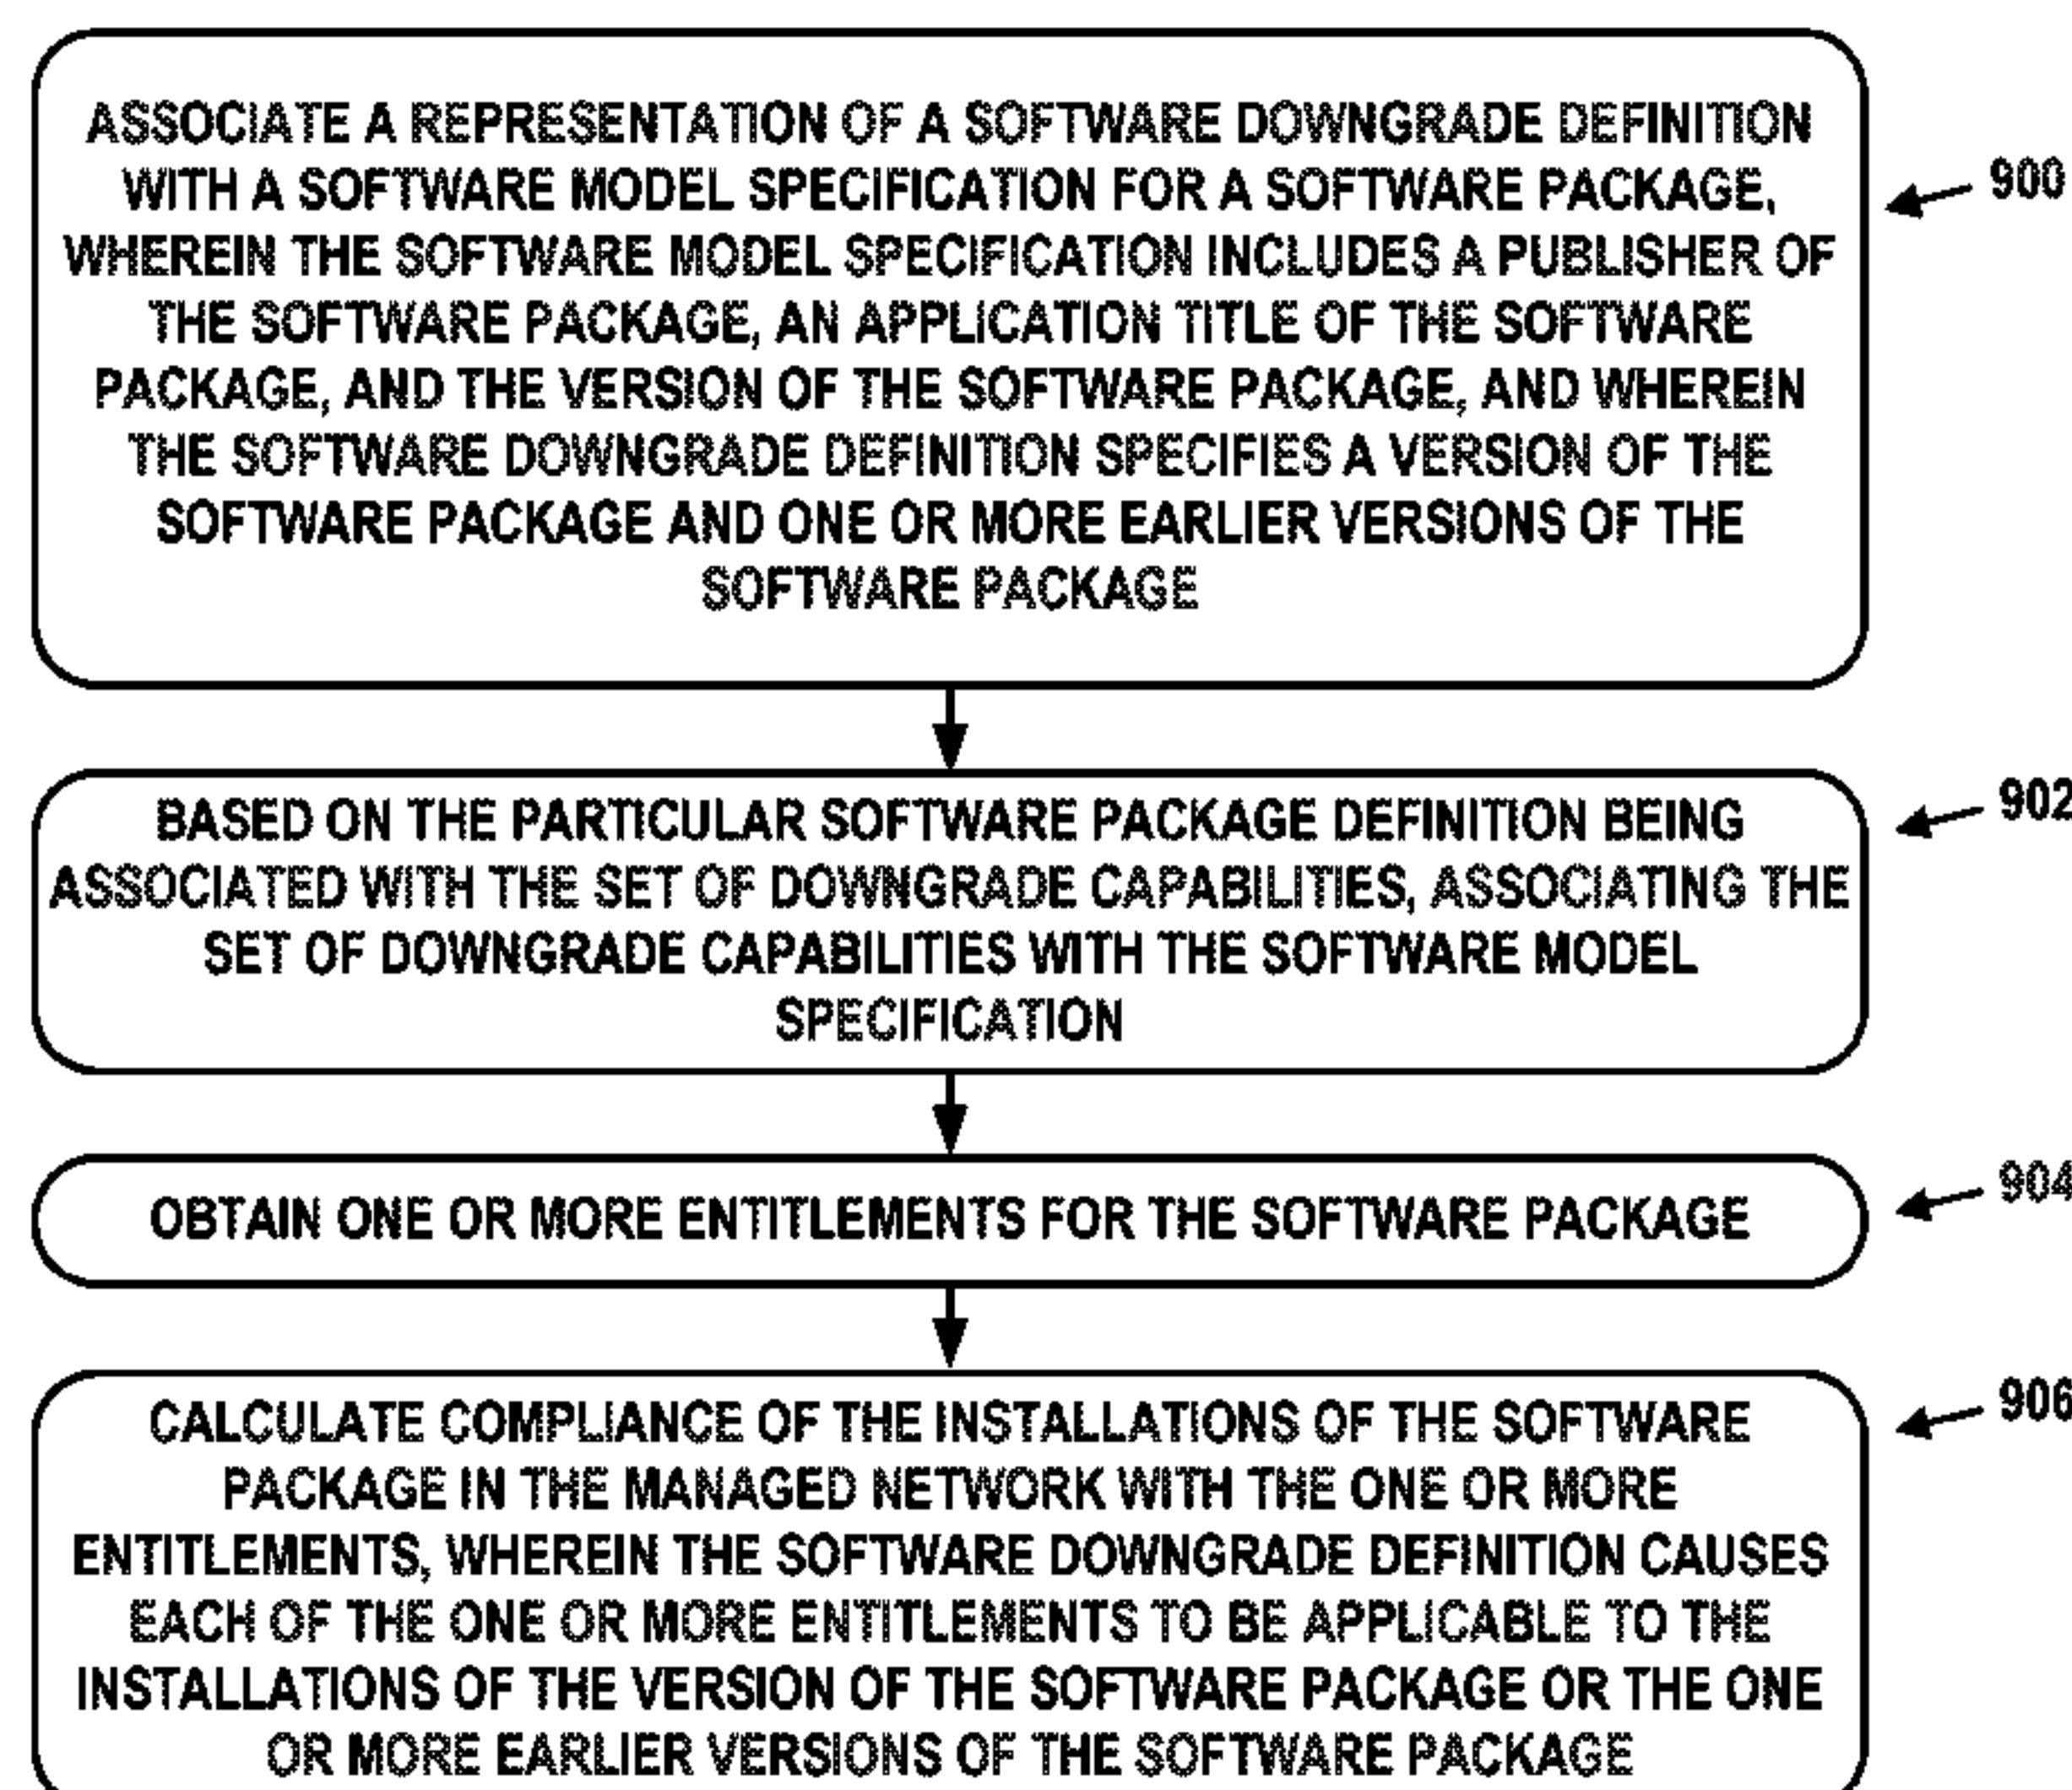 ASSOCIATE A REPRESENTATION OF A SOFTWARE DOWNGRADE DEFINITION
WITH A SOFTWARE MODEL SPECIFICATION FOR A SOFTWARE PACKAGE,
WHEREIN THE SOFTWARE MODEL SPECIFICATION INCLUDES A PUBLISHER OF
THE SOFTWARE PACKAGE, AN APPLICATION TITLE OF THE SOFTWARE
PACKAGE, AND THE VERSION OF THE SOFTWARE PACKAGE, AND WHEREIN
THE SOFTWARE DOWNGRADE DEFINITION SPECIFIES A VERSION OF THE
SOFTWARE PACKAGE AND ONE OR MORE EARLIER VERSIONS OF THE
SOFTWARE PACKAGE
900
BASED ON THE PARTICULAR SOFTWARE PACKAGE DEFINITION BEING
ASSOCIATED WITH THE SET OF DOWNGRADE CAPABILITIES, ASSOCIATING THE
SET OF DOWNGRADE CAPABILITIES WITH THE SOFTWARE MODEL
SPECIFICATION
902
OBTAIN ONE OR MORE ENTITLEMENTS FOR THE SOFTWARE PACKAGE
904
CALCULATE COMPLIANCE OF THE INSTALLATIONS OF THE SOFTWARE
PACKAGE IN THE MANAGED NETWORK WITH THE ONE OR MORE
ENTITLEMENTS, WHEREIN THE SOFTWARE DOWNGRADE DEFINITION CAUSES
EACH OF THE ONE OR MORE ENTITLEMENTS TO BE APPLICABLE TO THE
INSTALLATIONS OF THE VERSION OF THE SOFTWARE PACKAGE OR THE ONE
OR MORE EARLIER VERSIONS OF THE SOFTWARE PACKAGE
906